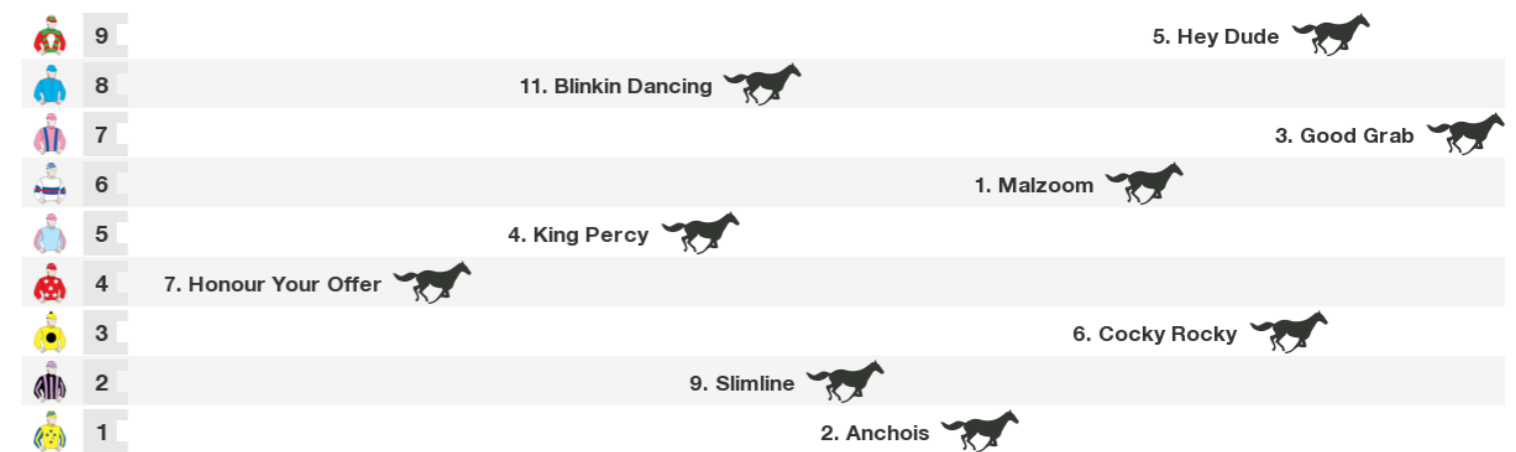 9 5. Hey Dude
8 11. Blinkin Dancing
7 3. Good Grab
6 1. Malzoom
5 4. King Percy
4 7. Honour Your Offer
3 6. Cocky Rocky
2 9. Slimline
1 2. Anchois